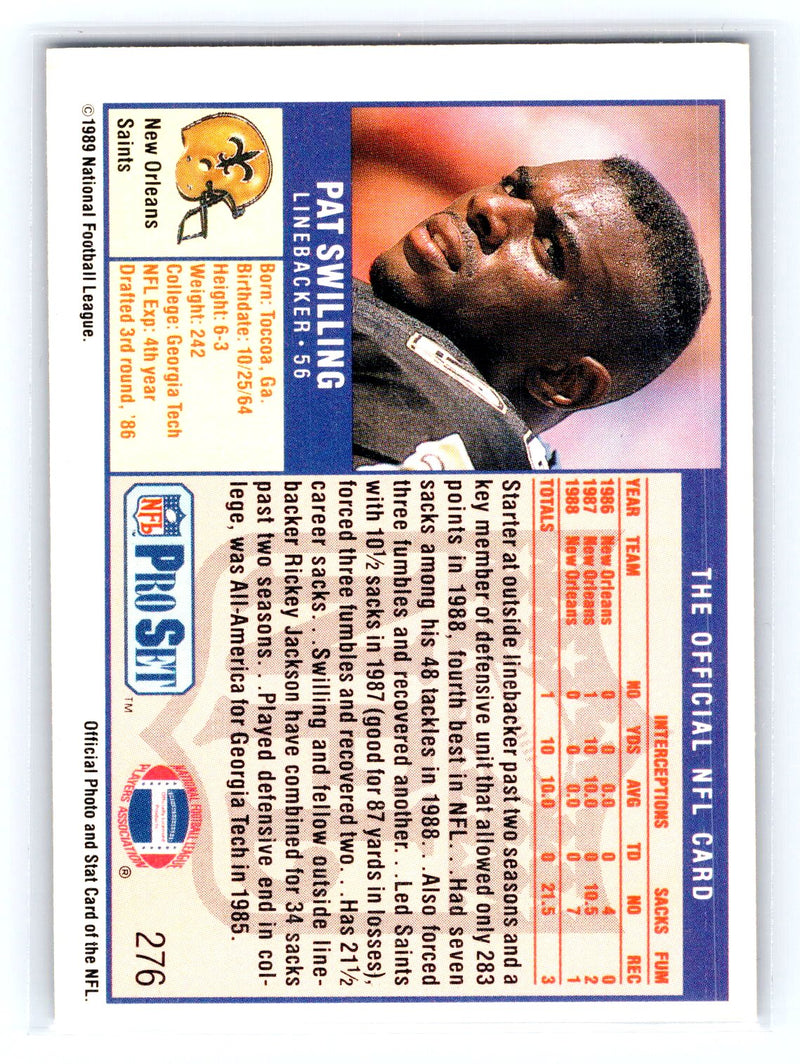 THE OFFICIAL NFL CARD
PAT SWILLING
LINEBACKER • 56
New Orleans
Saints
Born: Toccoa, Ga.
Birthdate: 10/25/64
Height: 6-3
Weight: 242
College: Georgia Tech
NFL Exp: 4th year
Drafted 3rd round, '86
INTERCEPTIONS SACKS FUM
YEAR TEAM NO YDS AVG TD NO REC
1986 New Orleans 0 0 0.0 0 4 0
1987 New Orleans 1 10 10.0 0 10.5 2
1988 New Orleans 0 0 0.0 0 7 1
TOTALS 1 10 10.0 0 21.5 3
Starter at outside linebacker past two seasons and a
key member of defensive unit that allowed only 283
points in 1988, fourth best in NFL...Had seven
sacks among his 48 tackles in 1988...Also forced
three fumbles and recovered another...Led Saints
with 10½ sacks in 1987 (good for 87 yards in losses),
forced three fumbles and recovered two...Has 21½
career sacks...Swilling and fellow outside line-
backer Rickey Jackson have combined for 34 sacks
past two seasons...Played defensive end in col-
lege, was All-America for Georgia Tech in 1985.
NFL
PRO SET
TM
NATIONAL FOOTBALL LEAGUE
PLAYERS ASSOCIATION
®
276
©1989 National Football League.
Official Photo and Stat Card of the NFL.